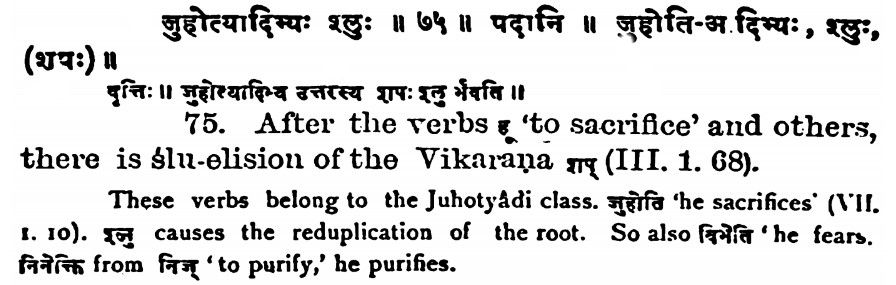 जुहोत्यादिभ्यः श्लुः ॥ ७५ ॥ पदानि ॥ जुहोति-अ.दिभ्यः, श्लुः,
(शपः) ॥
वृत्तिः ॥ जुहोत्यादिभ्य उत्तरस्य शपः श्लु र्भवति ॥
75. After the verbs हू 'to sacrifice' and others,
there is ślu-elision of the Vikaraṇa शप् (III. 1. 68).
These verbs belong to the Juhotyâdi class. जुहोति 'he sacrifices' (VII.
1. 10). श्लु causes the reduplication of the root. So also बिभेति 'he fears.
निनेक्ति from निज् 'to purify,' he purifies.